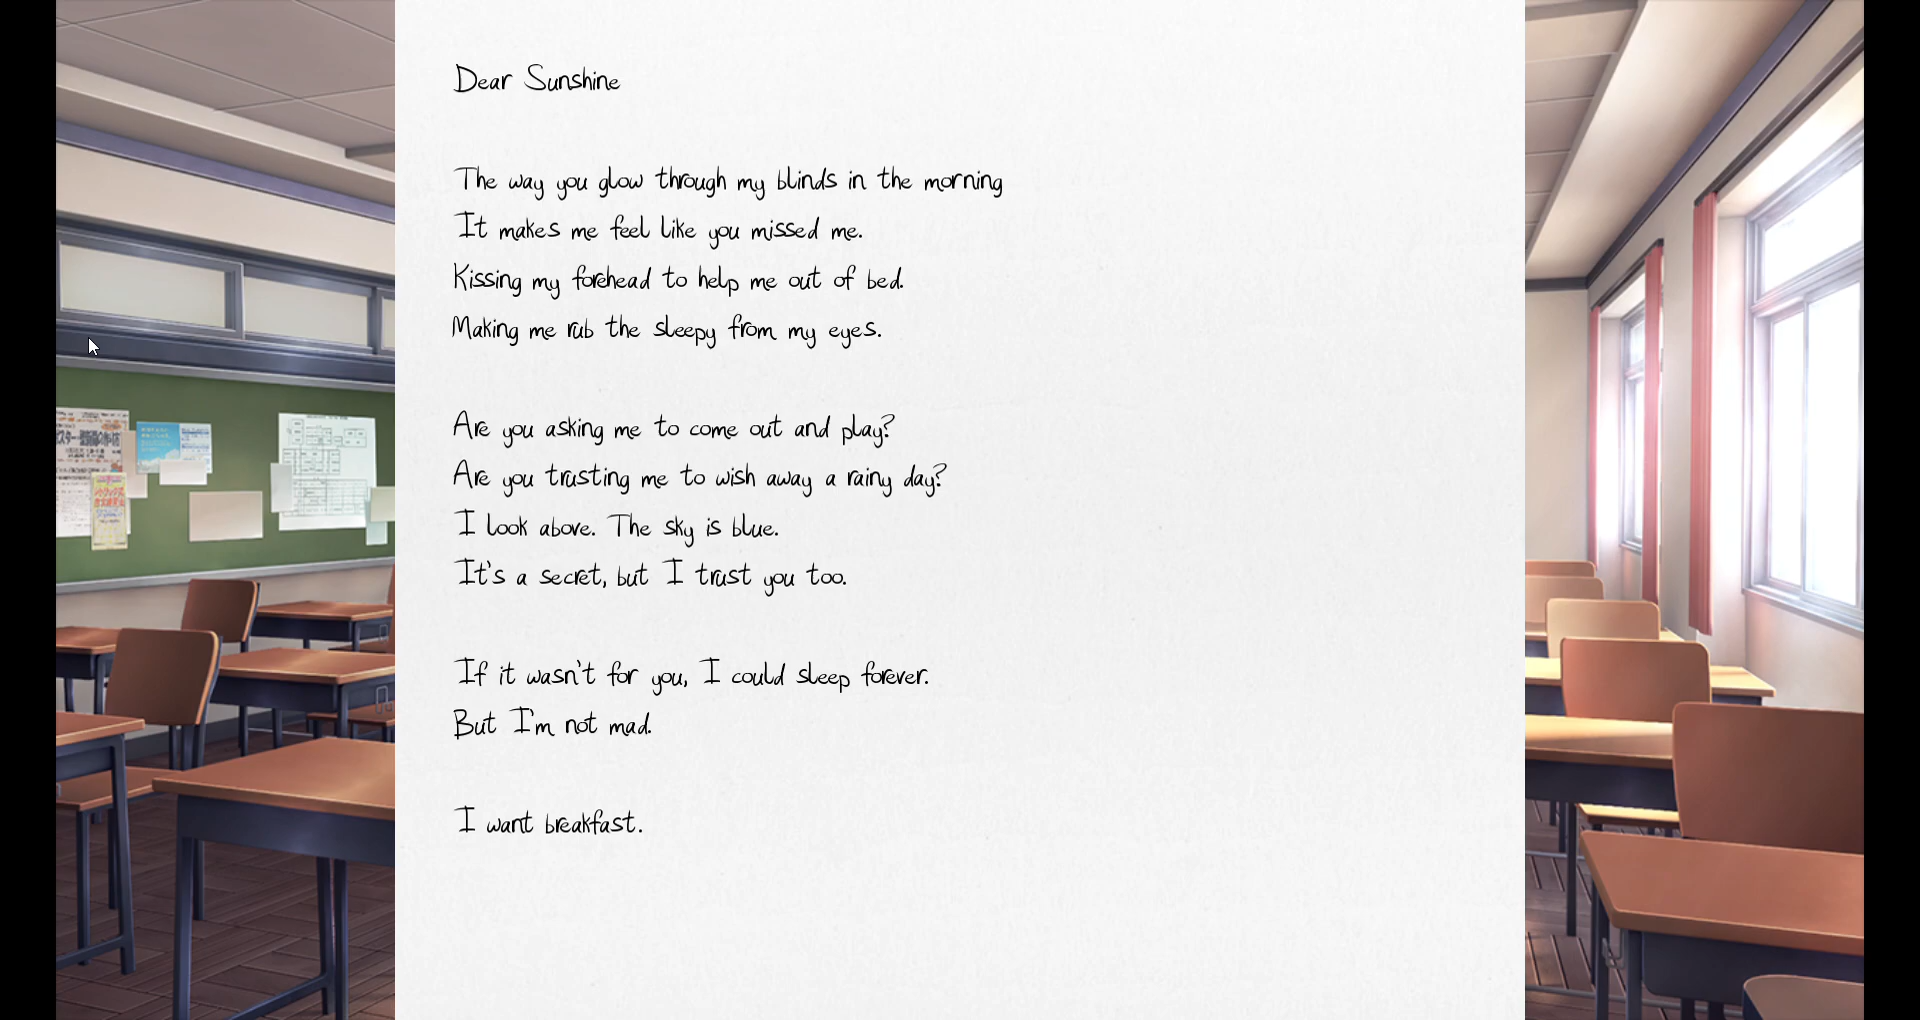 Dear Sunshine
The way you glow through my blinds in the morning
It makes me feel like you missed me.
Kissing my forehead to help me out of bed.
Making me rub the sleepy from my eyes.
Are you asking me to come out and play?
Are you trusting me to wish away a rainy day?
I look above. The sky is blue.
It's a secret, but I trust you too.
If it wasn't for you, I could sleep forever.
But I'm not mad.
I want breakfast.